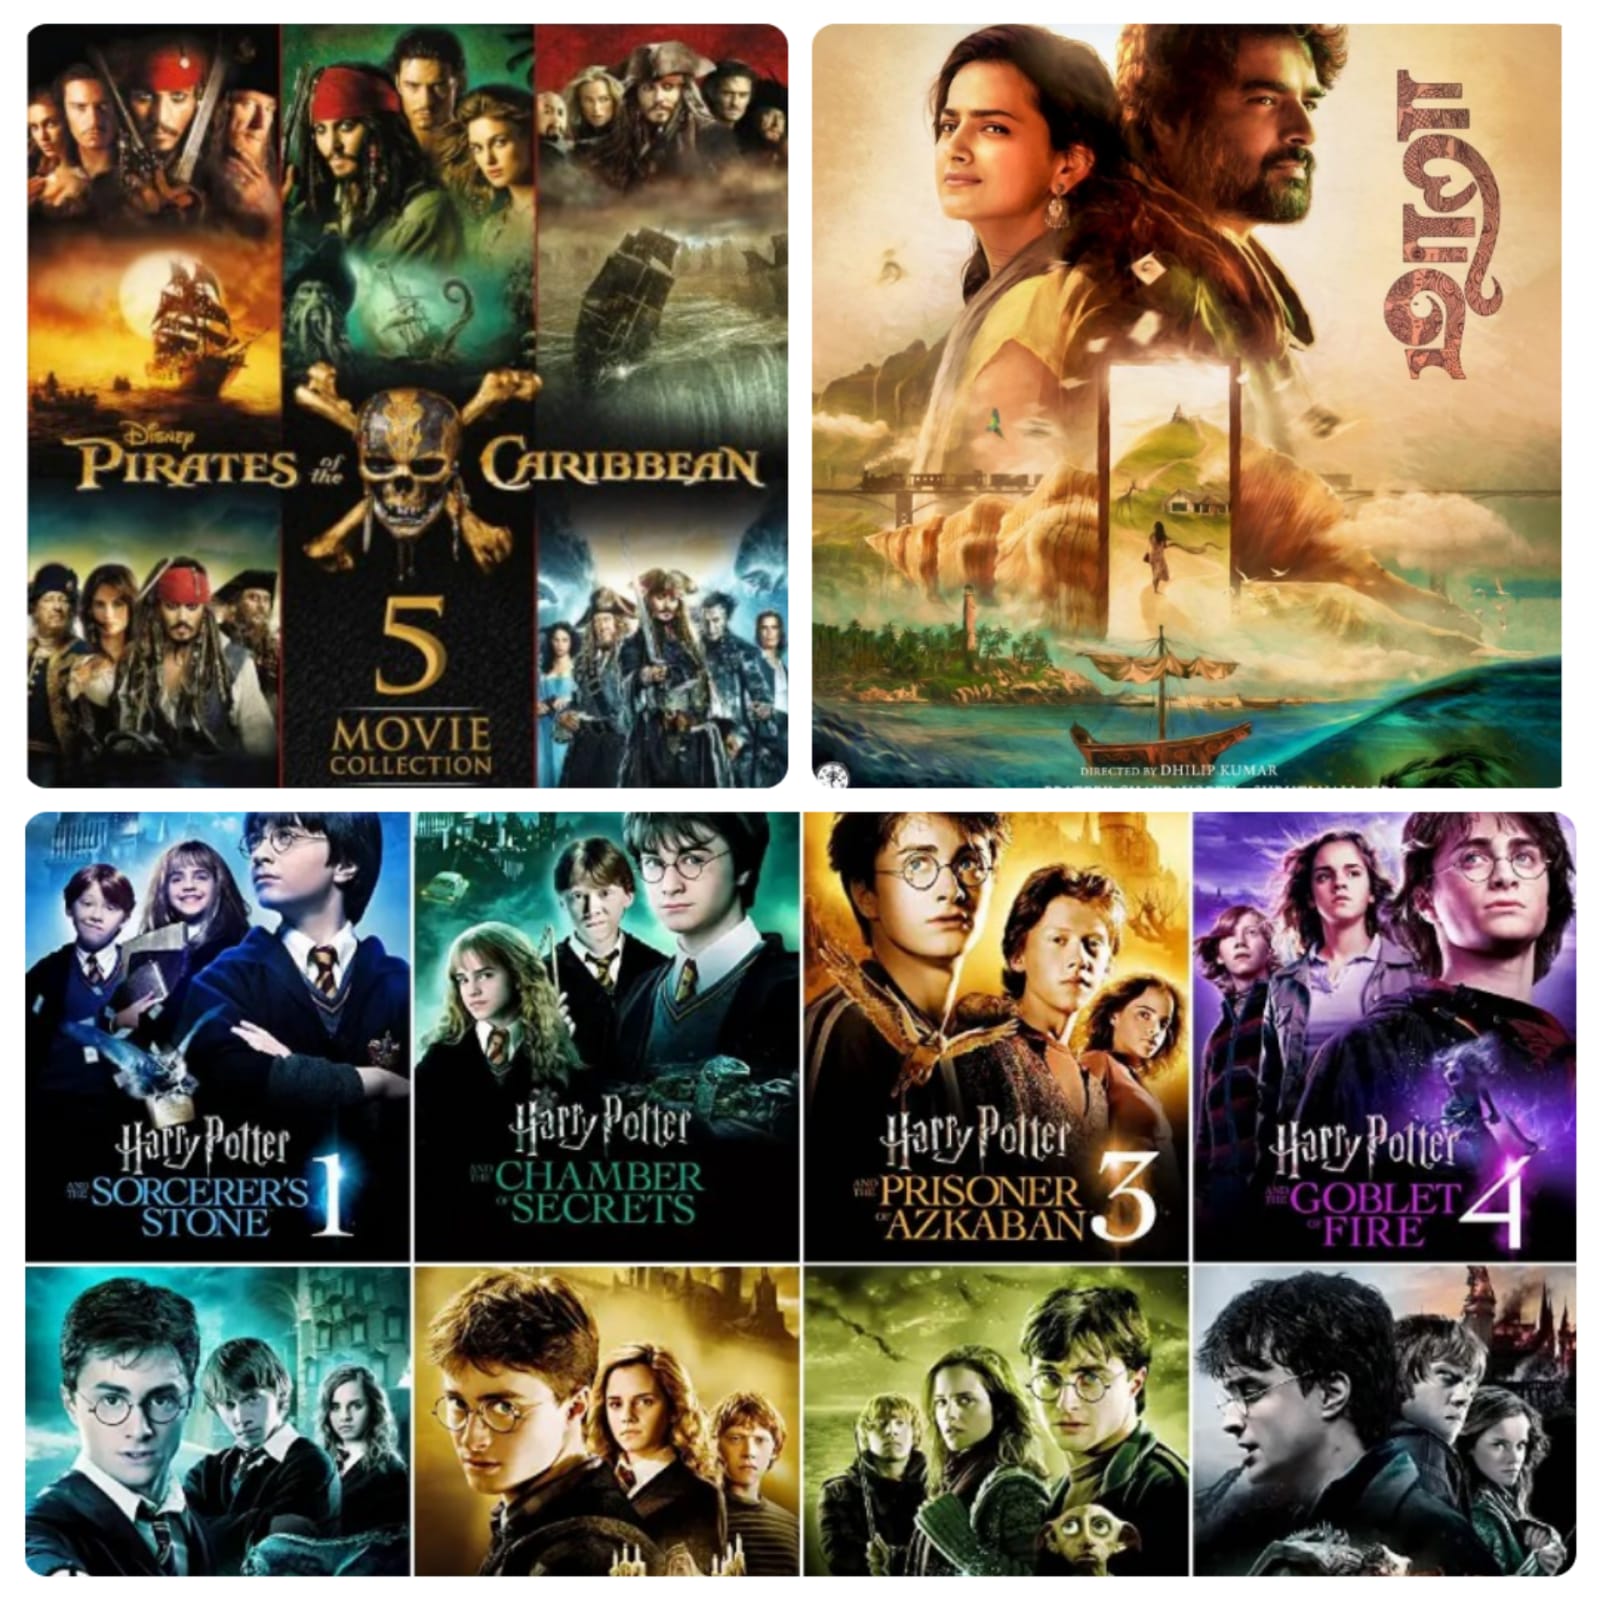 Disney
PIRATES of the CARIBBEAN
5
MOVIE
COLLECTION
மாறா
DIRECTED BY DHILIP KUMAR
Harry Potter
AND THE SORCERER'S
STONE 1
Harry Potter
AND THE CHAMBER
OF SECRETS
Harry Potter
AND THE PRISONER
OF AZKABAN 3
Harry Potter
AND THE GOBLET
OF FIRE 4